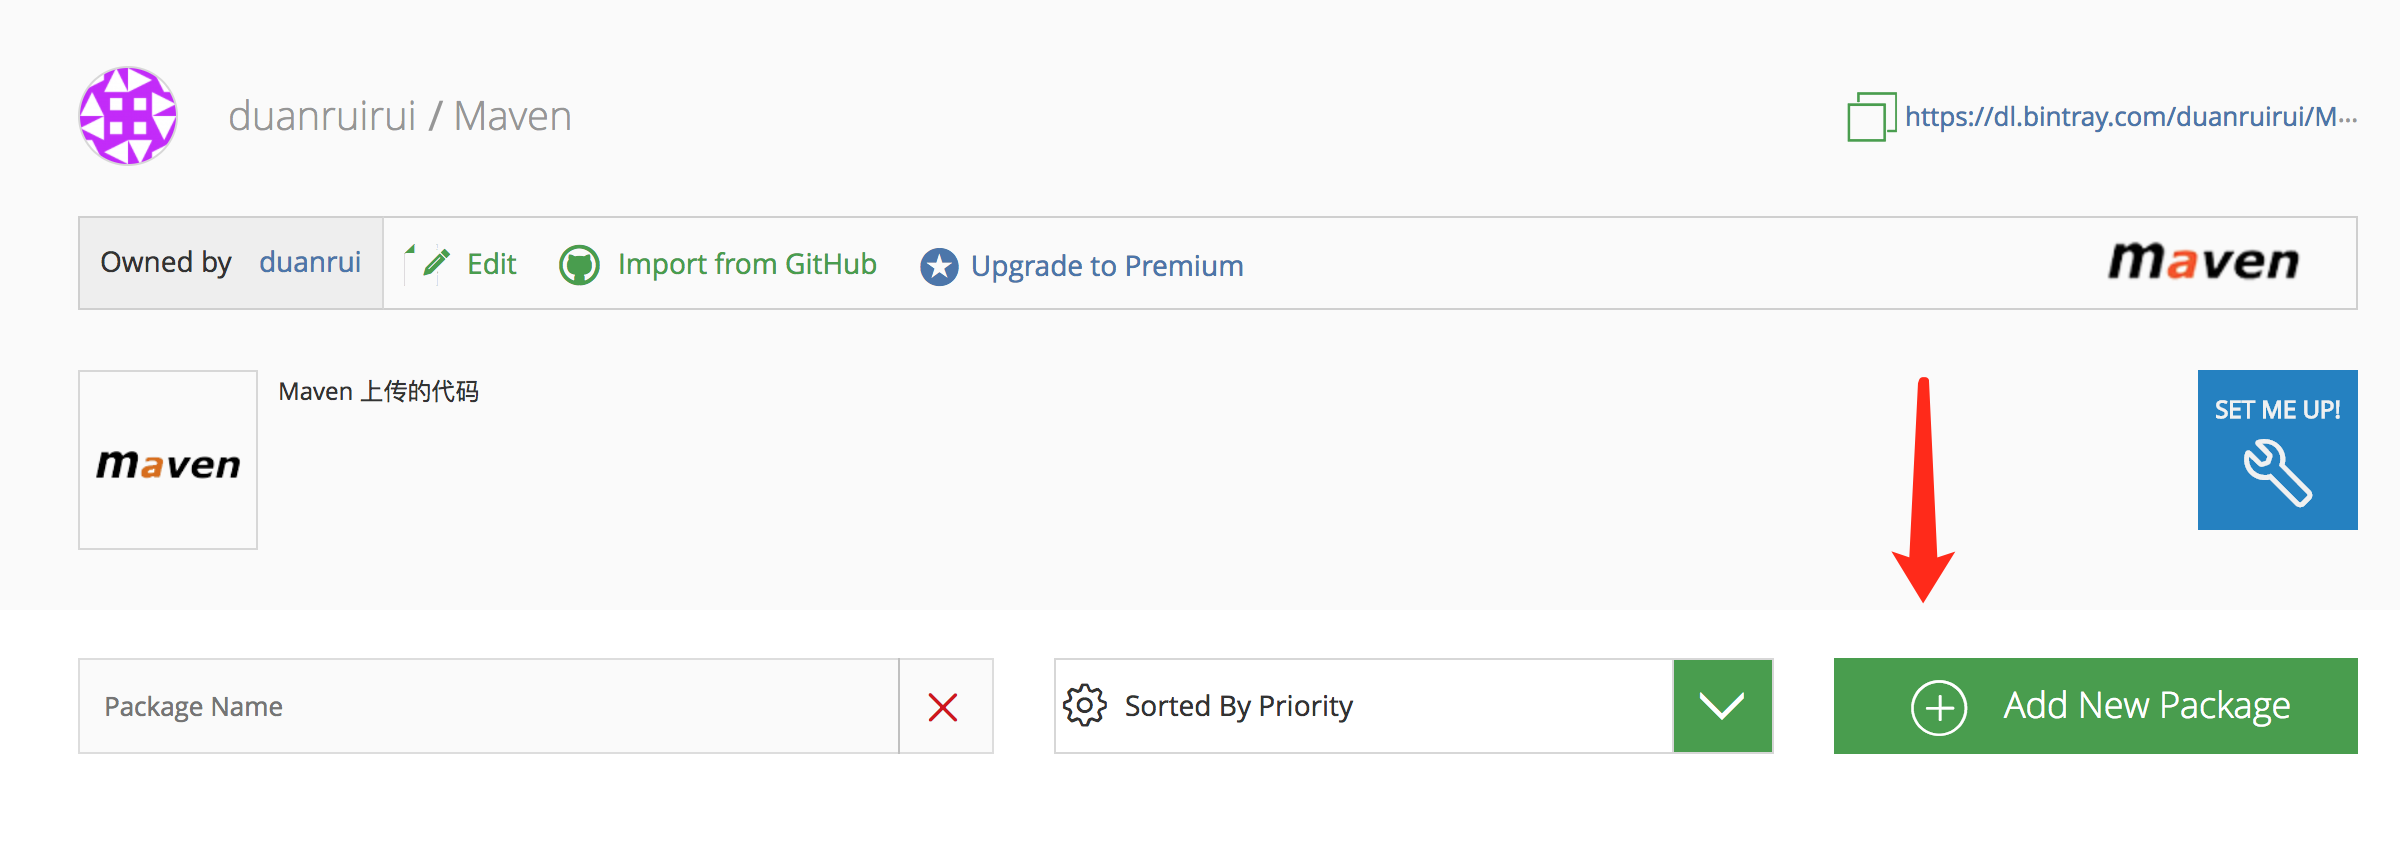 duanruirui / Maven
https://dl.bintray.com/duanruirui/M...
Owned by duanrui
Edit
Import from GitHub
Upgrade to Premium
maven
maven
Maven 上传的代码
SET ME UP!
Package Name
Sorted By Priority
Add New Package